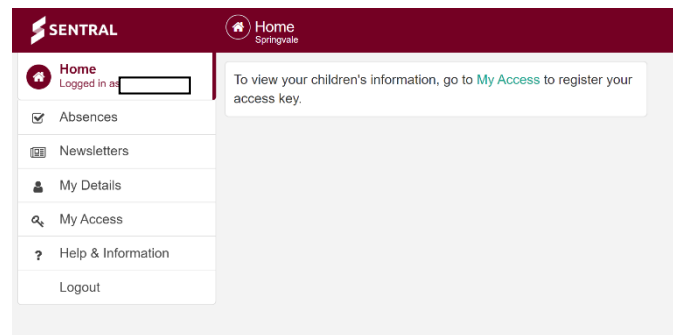 SENTRAL
Home
Springvale
Home
Logged in as
To view your children's information, go to My Access to register your
access key.
Absences
Newsletters
My Details
My Access
? Help & Information
Logout